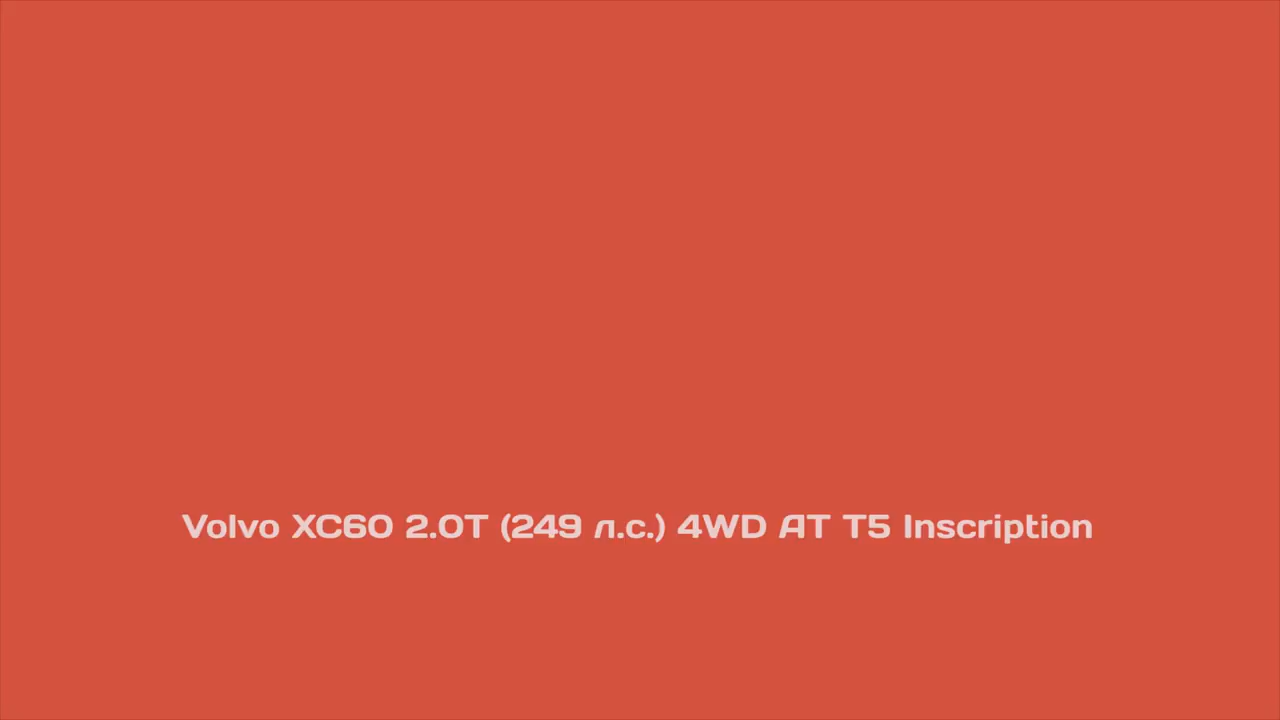 Volvo XC60 2.0T (249 л.с.) 4WD AT T5 Inscription